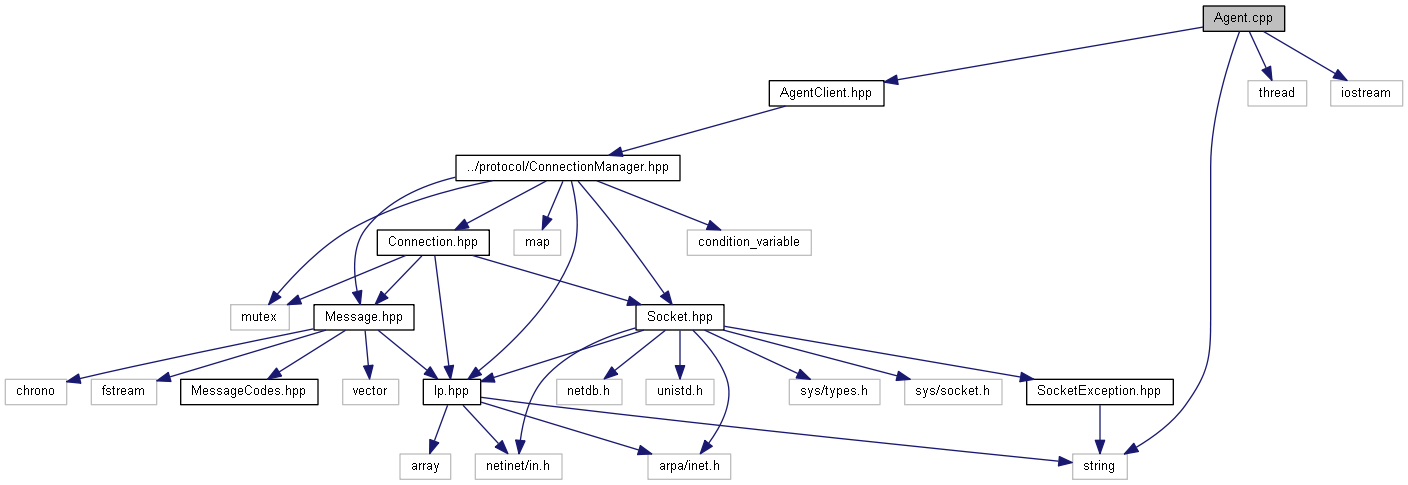 Agent.cpp
AgentClient.hpp
thread
iostream
../protocol/ConnectionManager.hpp
Connection.hpp
map
condition_variable
mutex
Message.hpp
Socket.hpp
chrono
fstream
MessageCodes.hpp
vector
Ip.hpp
netdb.h
unistd.h
sys/types.h
sys/socket.h
SocketException.hpp
array
netinet/in.h
arpa/inet.h
string